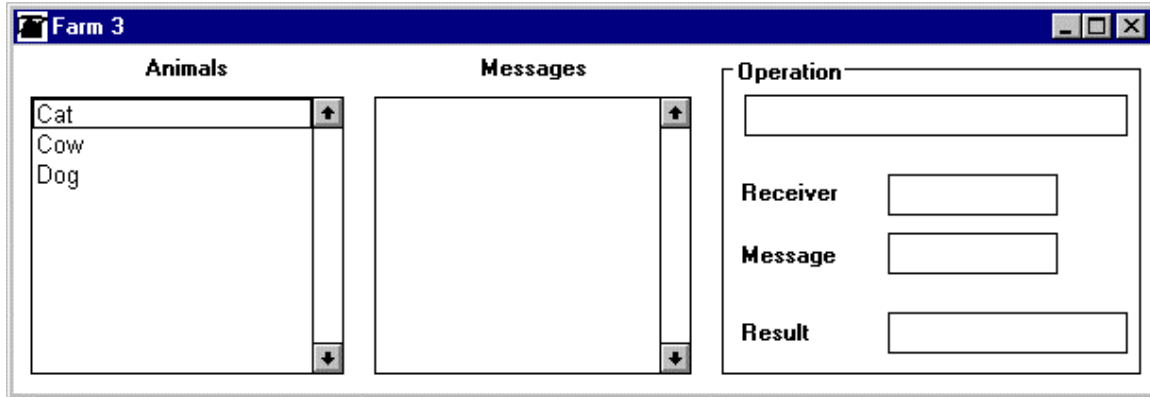 Farm 3
Animals
Cat
Cow
Dog
Messages
Operation
Receiver
Message
Result